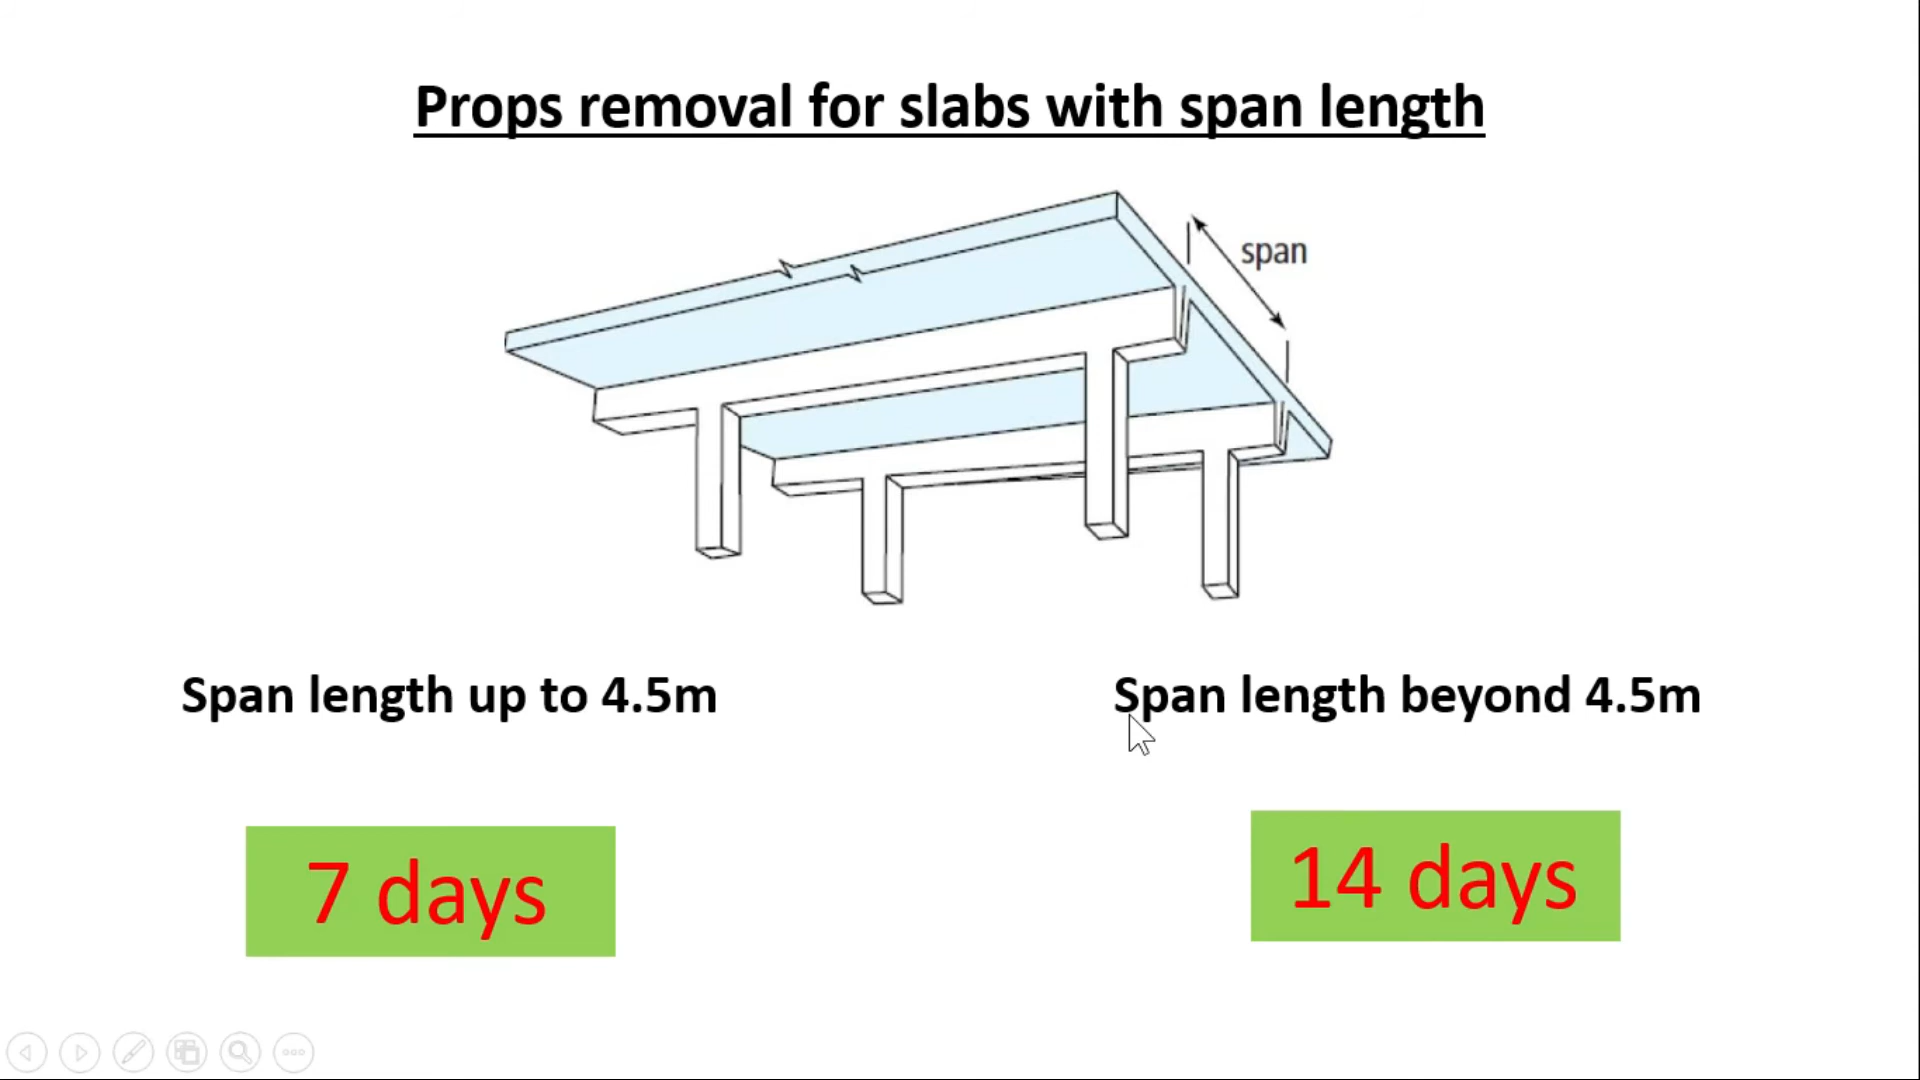 Props removal for slabs with span length
span
Span length up to 4.5m
Span length beyond 4.5m
7 days
14 days